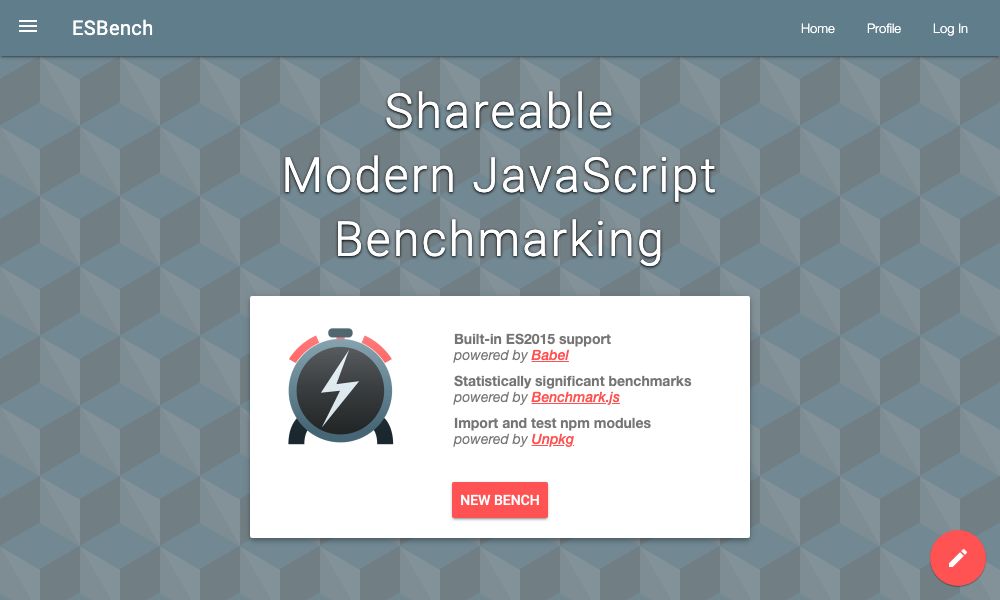 ESBench
Home Profile Log In
Shareable
Modern JavaScript
Benchmarking
Built-in ES2015 support
powered by Babel
Statistically significant benchmarks
powered by Benchmark.js
Import and test npm modules
powered by Unpkg
NEW BENCH